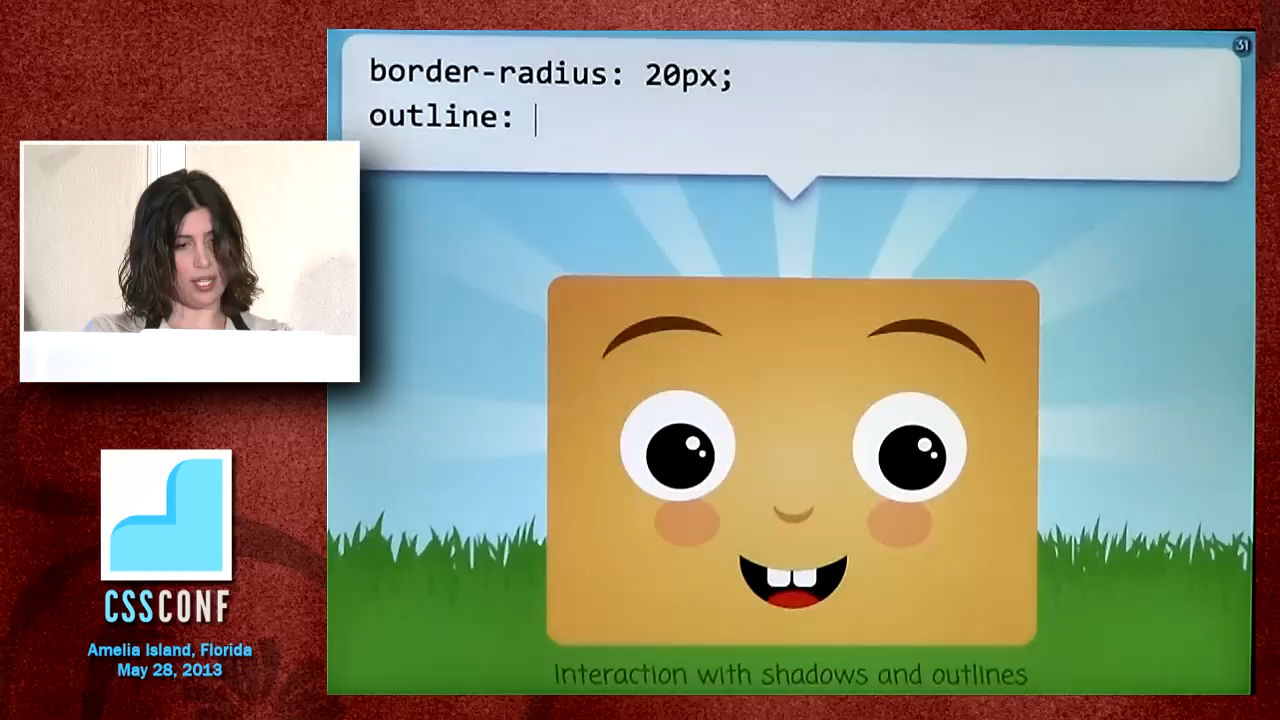 31
border-radius: 20px;
outline:
Interaction with shadows and outlines
CSSCONF
Amelia Island, Florida
May 28, 2013